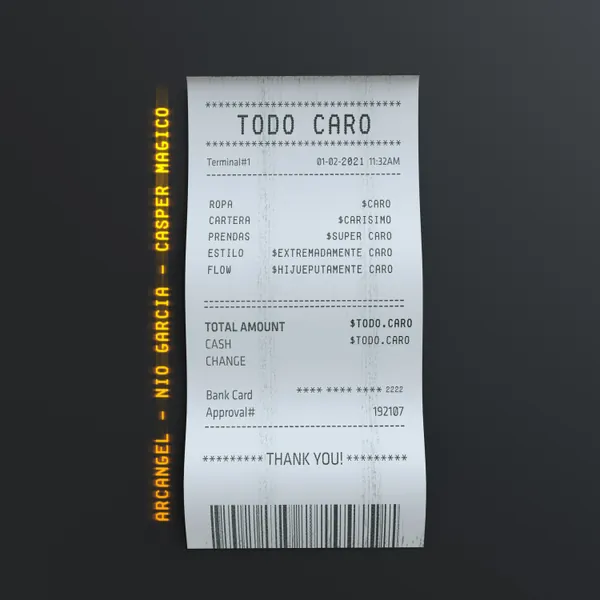 ARCANGEL - NIO GARCIA - CASPER MAGICO
*****************************
TODO CARO
*****************************
Terminal#1 01-02-2021 11:32AM
ROPA $CARO
CARTERA $CARISIMO
PRENDAS $SUPER CARO
ESTILO $EXTREMADAMENTE CARO
FLOW $HIJUEPUTAMENTE CARO
TOTAL AMOUNT $TODO.CARO
CASH $TODO.CARO
CHANGE
Bank Card **** **** **** 2222
Approval# 192107
********* THANK YOU! *********